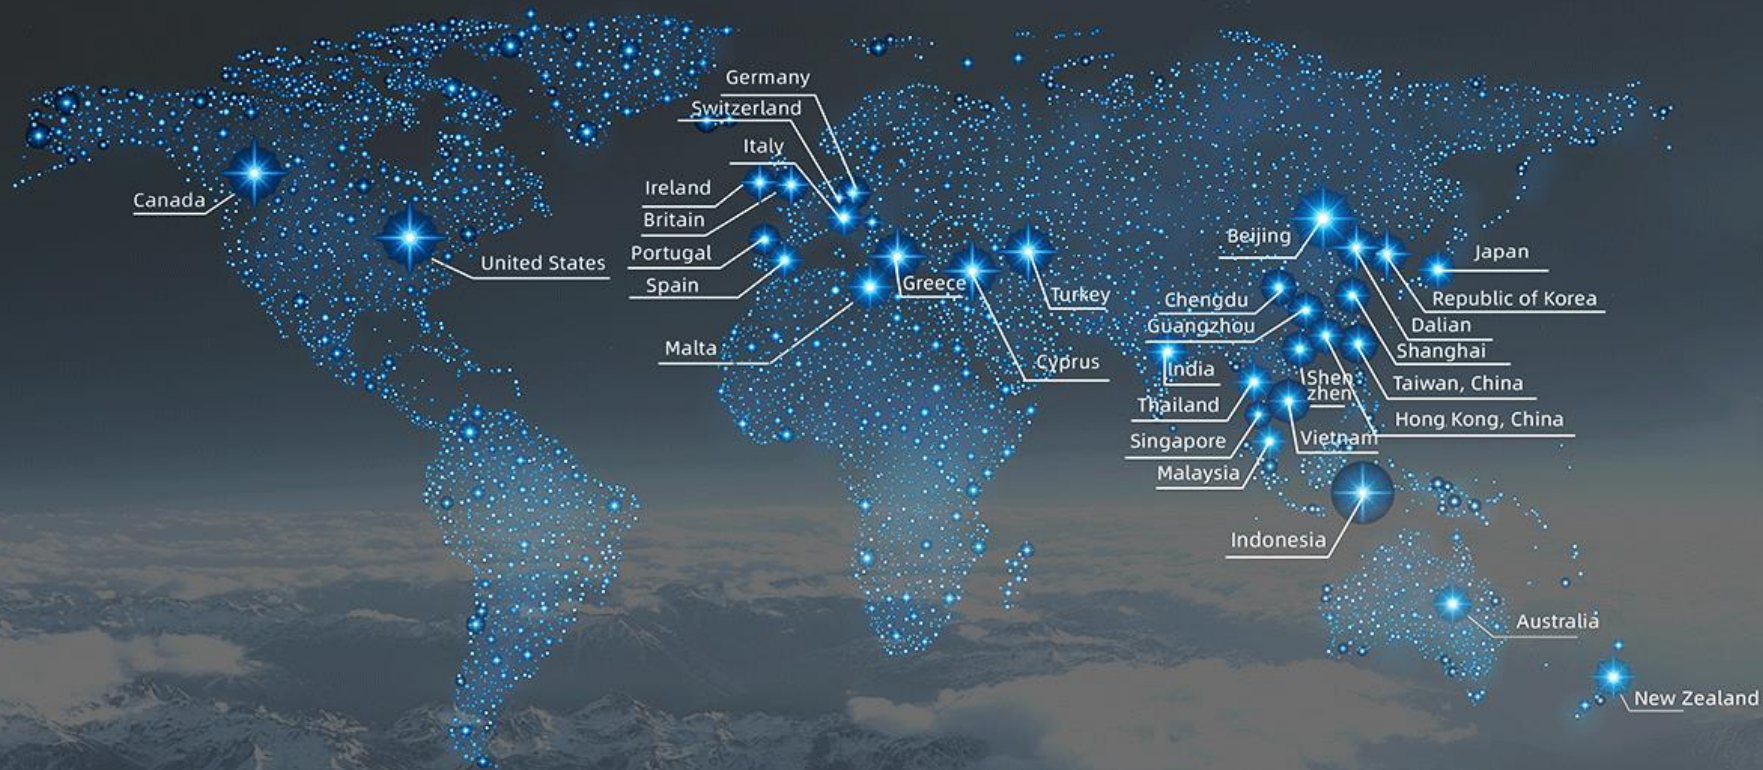 Germany
Switzerland
Italy
Ireland
Britain
Portugal
Spain
Canada
United States
Malta
Greece
Cyprus
Turkey
Beijing
Japan
Chengdu
Republic of Korea
Guangzhou
Dalian
Shanghai
India
Shen
zhen
Taiwan, China
Thailand
Hong Kong, China
Singapore
Vietnam
Malaysia
Indonesia
Australia
New Zealand